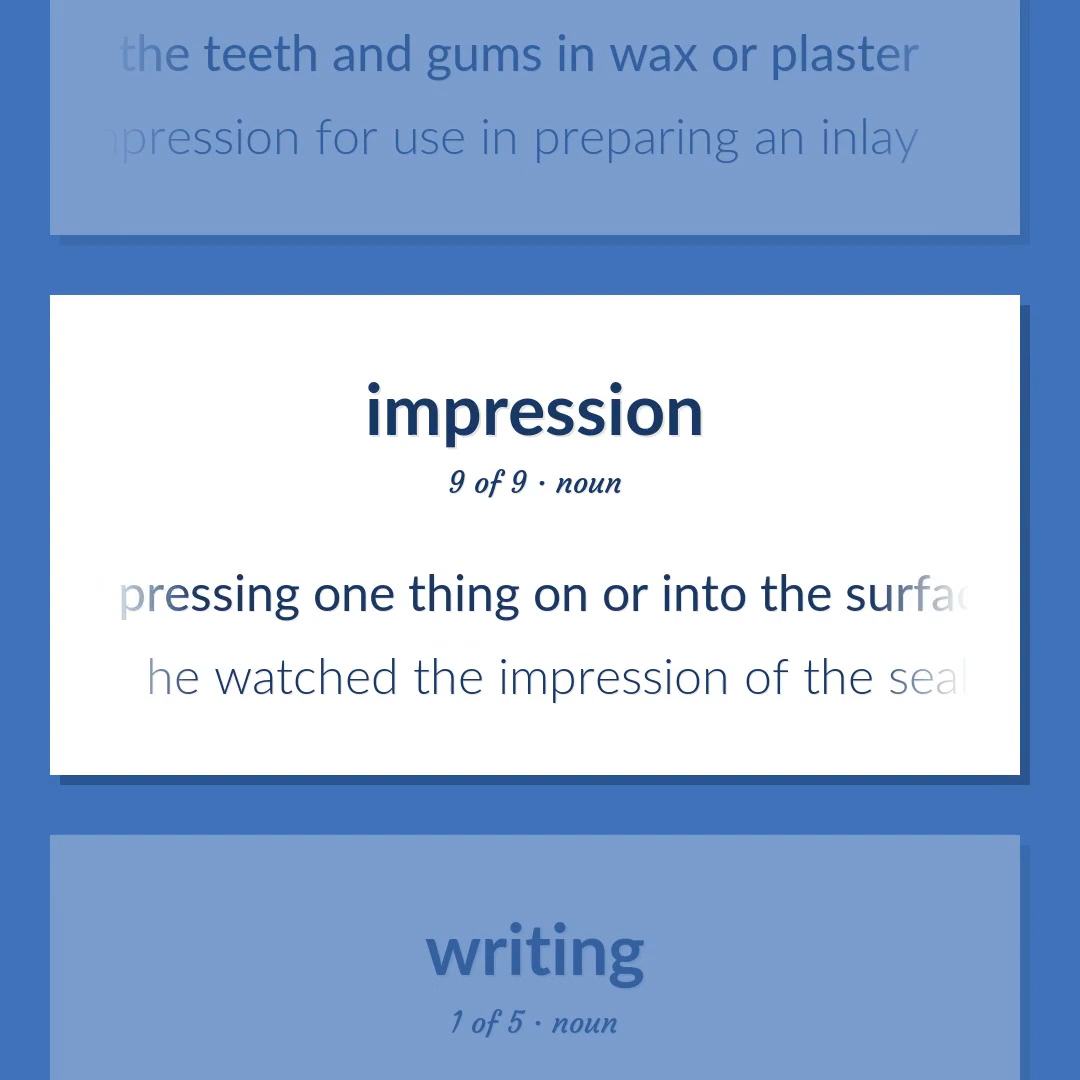 the teeth and gums in wax or plaster
pression for use in preparing an inlay
impression
9 of 9 · noun
pressing one thing on or into the surfac
he watched the impression of the seal
writing
1 of 5 · noun